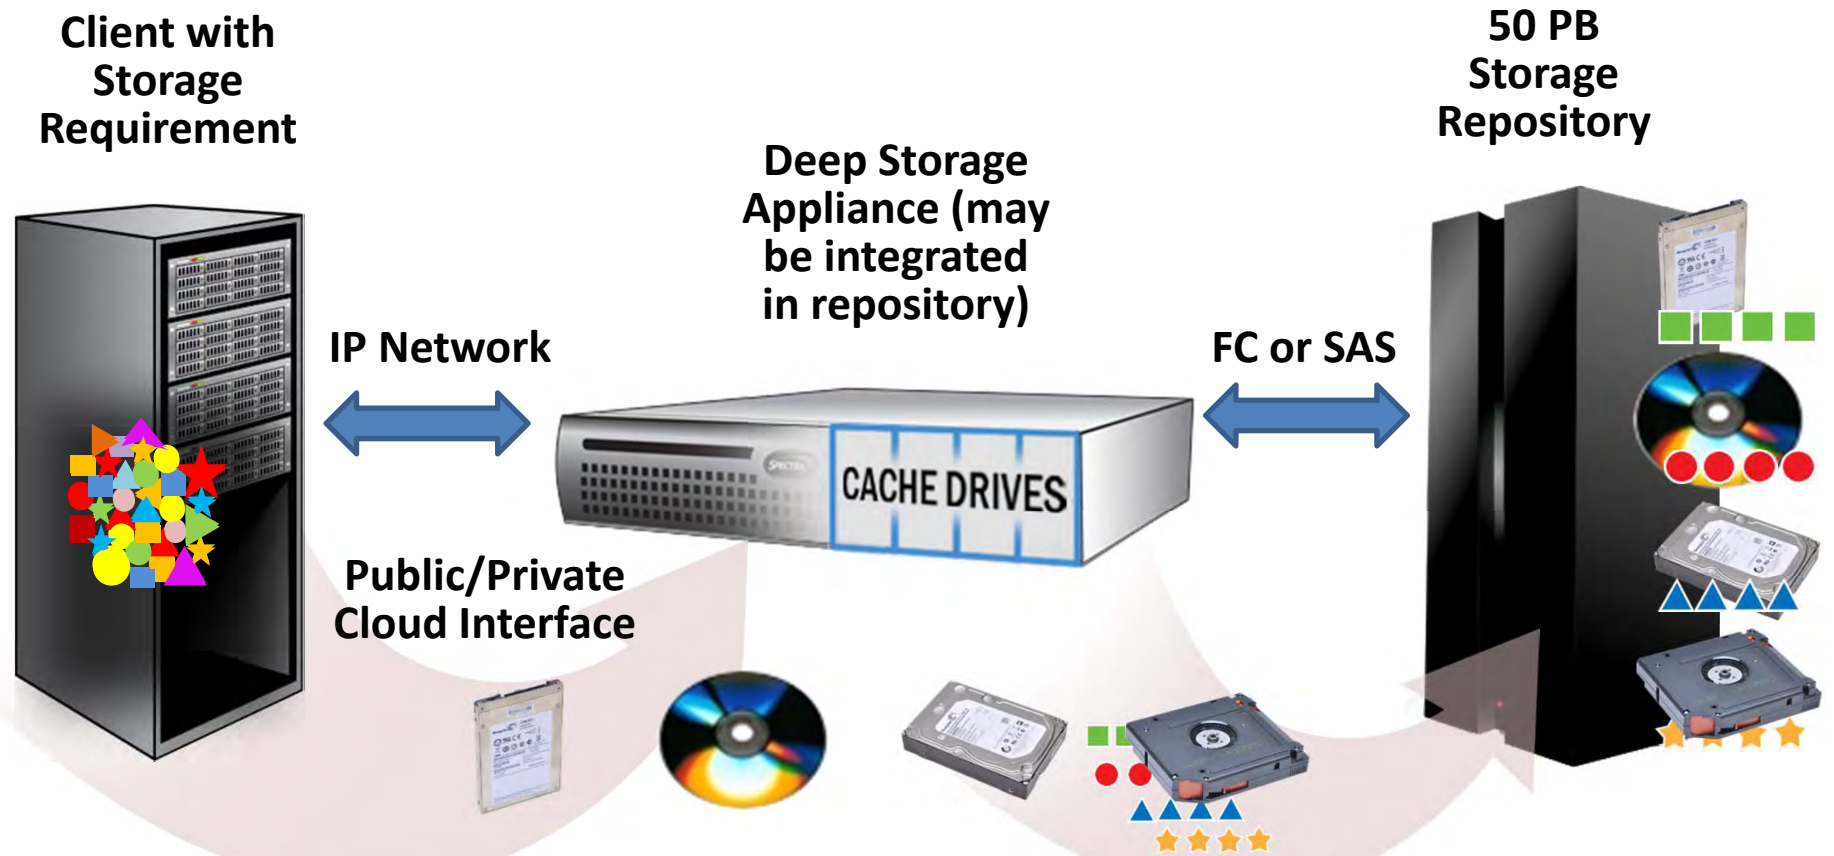 Client with
Storage
Requirement
50 PB
Storage
Repository
Deep Storage
Appliance (may
be integrated
in repository)
IP Network
FC or SAS
SPECTRA
CACHE DRIVES
Public/Private
Cloud Interface